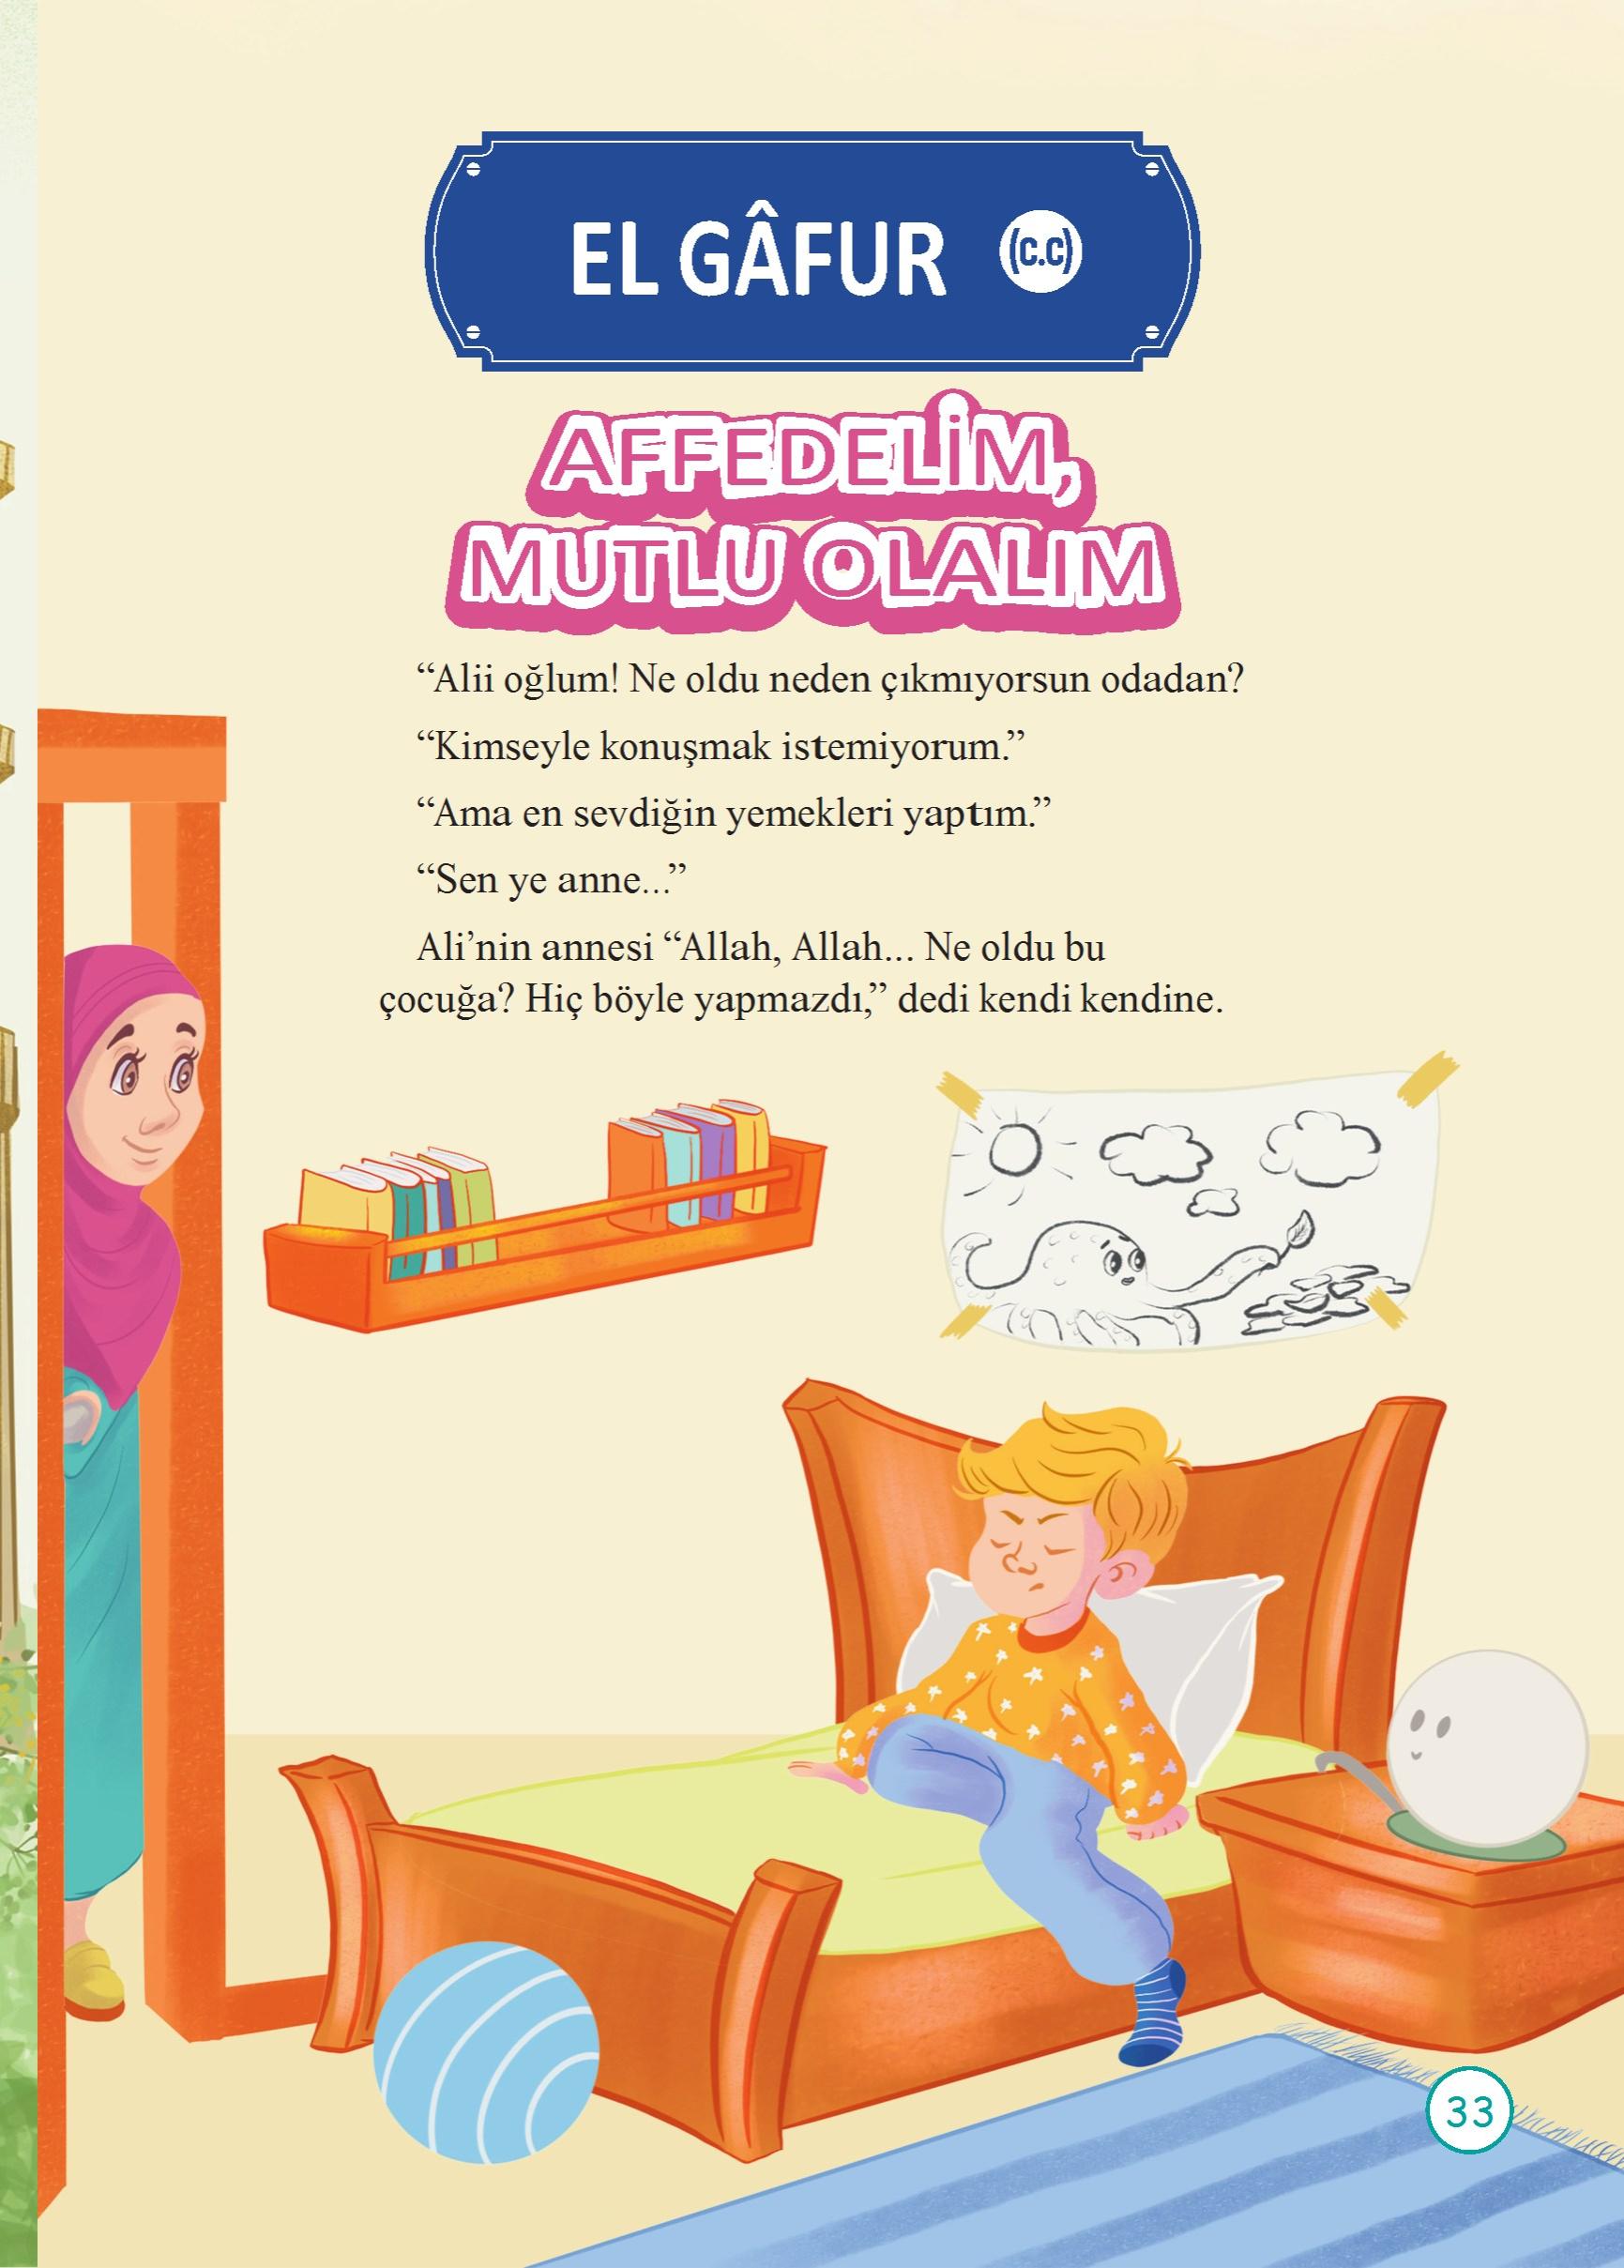 EL GÂFUR (c.c)
AFFEDELİM,
MUTLU OLALIM
“Alii oğlum! Ne oldu neden çıkmıyorsun odadan?
“Kimseyle konuşmak istemiyorum.”
“Ama en sevdiğin yemekleri yaptım.”
“Sen ye anne...”
Ali’nin annesi “Allah, Allah... Ne oldu bu
çocuğa? Hiç böyle yapmazdı,” dedi kendi kendine.
33